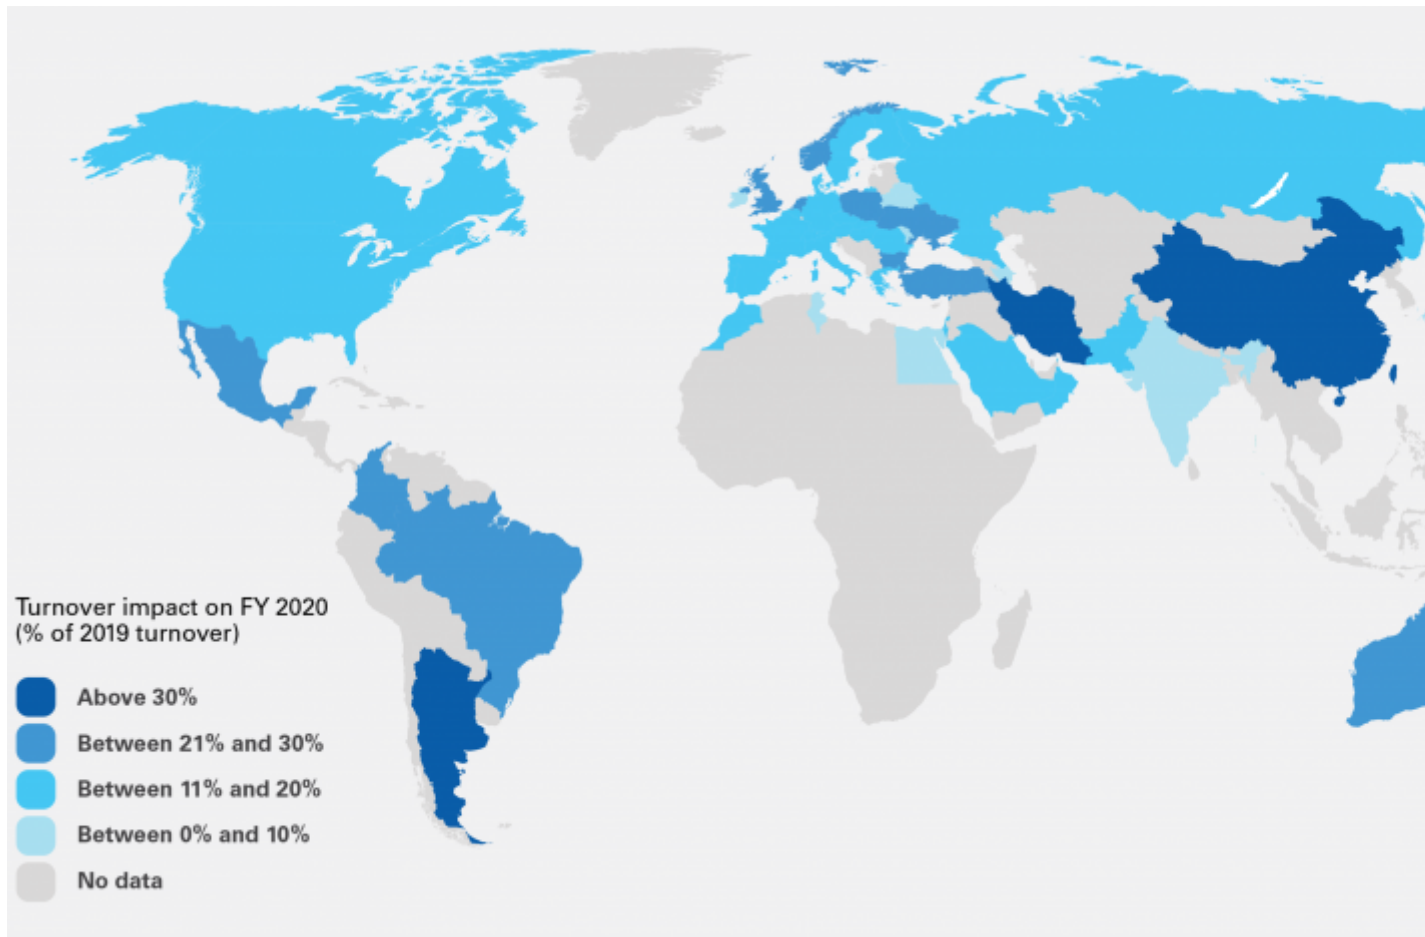 Turnover impact on FY 2020
(% of 2019 turnover)
Above 30%
Between 21% and 30%
Between 11% and 20%
Between 0% and 10%
No data